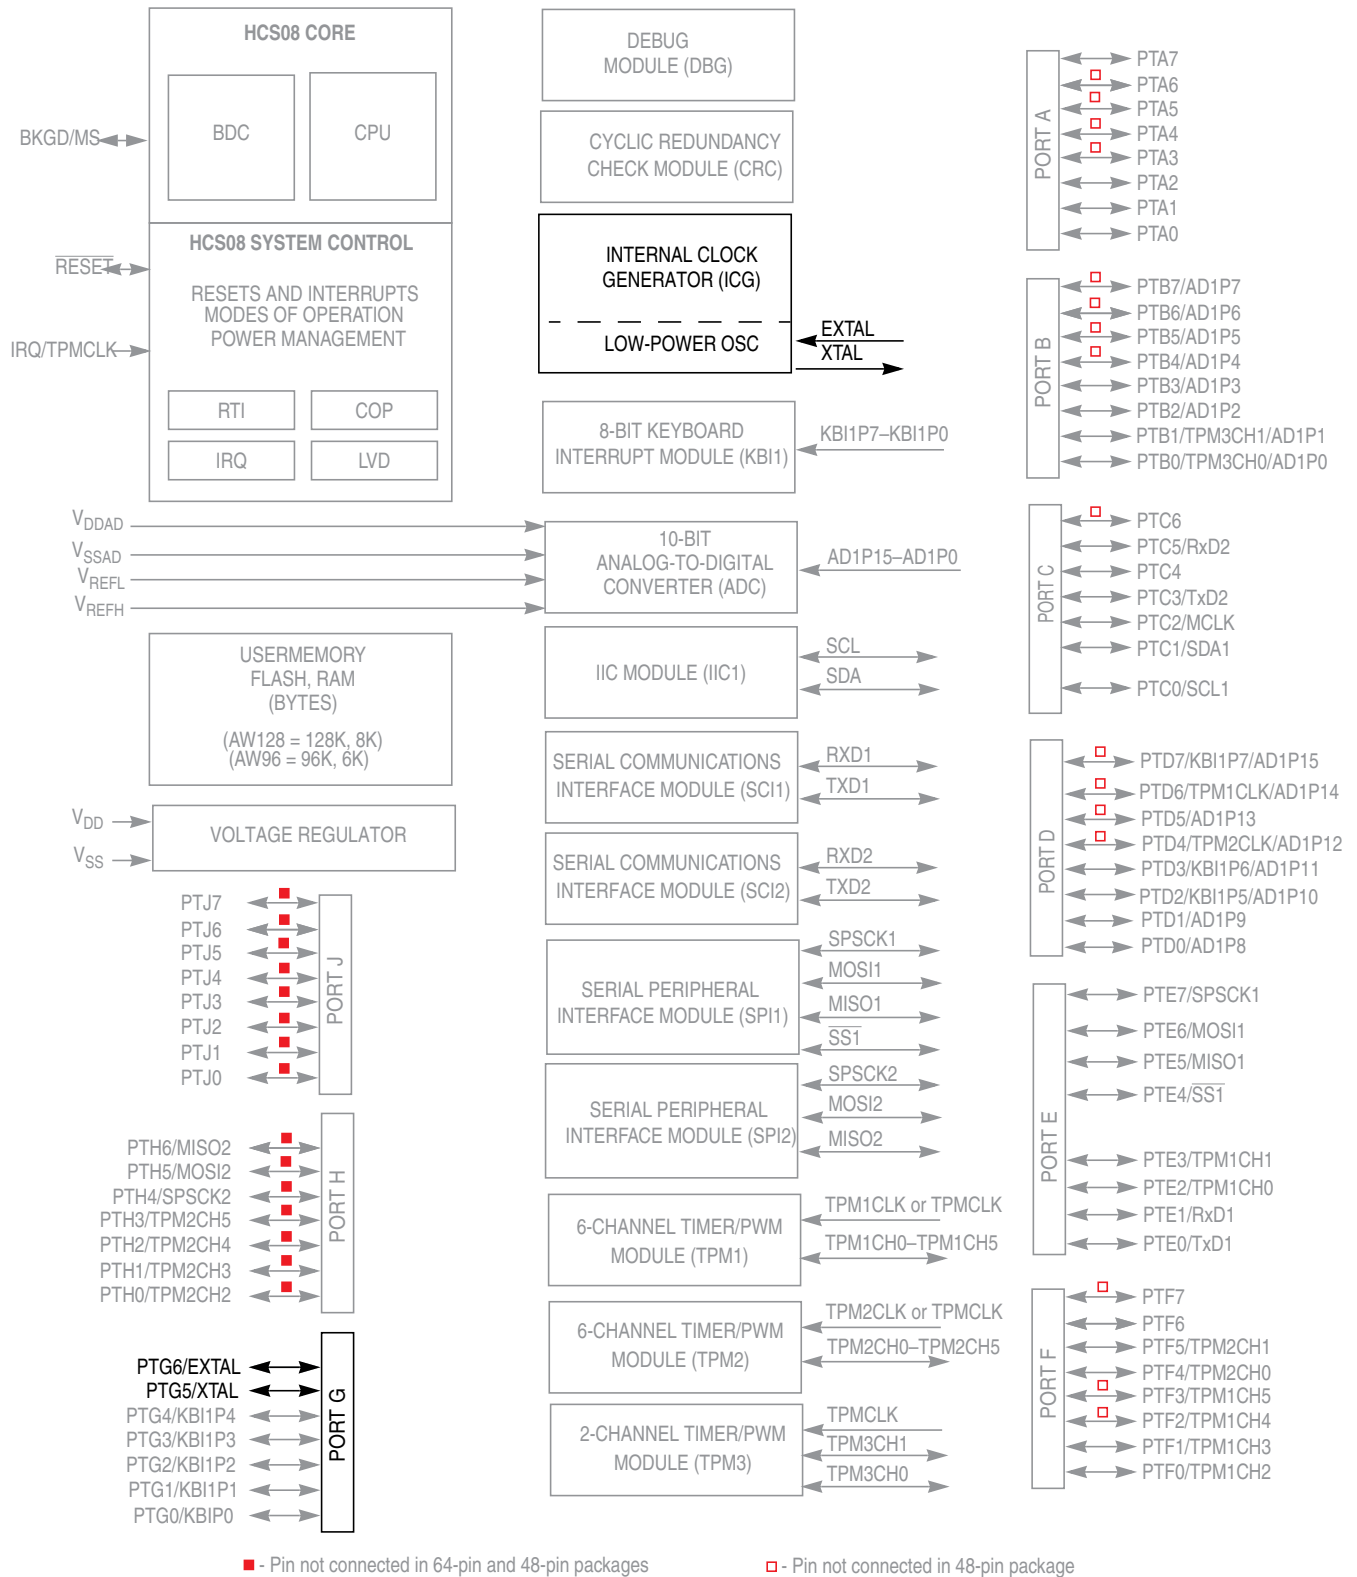 HCS08 CORE
BDC
CPU
BKGD/MS
HCS08 SYSTEM CONTROL
RESET
RESETS AND INTERRUPTS
MODES OF OPERATION
POWER MANAGEMENT
IRQ/TPMCLK
RTI
COP
IRQ
LVD
VDDAD
VSSAD
VREFL
VREFH
USERMEMORY
FLASH, RAM
(BYTES)
(AW128 = 128K, 8K)
(AW96 = 96K, 6K)
VDD
VSS
VOLTAGE REGULATOR
PTJ7
PTJ6
PTJ5
PTJ4
PTJ3
PTJ2
PTJ1
PTJ0
PORT J
PTH6/MISO2
PTH5/MOSI2
PTH4/SPSCK2
PTH3/TPM2CH5
PTH2/TPM2CH4
PTH1/TPM2CH3
PTH0/TPM2CH2
PORT H
PTG6/EXTAL
PTG5/XTAL
PTG4/KBI1P4
PTG3/KBI1P3
PTG2/KBI1P2
PTG1/KBI1P1
PTG0/KBIP0
PORT G
DEBUG
MODULE (DBG)
CYCLIC REDUNDANCY
CHECK MODULE (CRC)
INTERNAL CLOCK
GENERATOR (ICG)
LOW-POWER OSC
EXTAL
XTAL
8-BIT KEYBOARD
INTERRUPT MODULE (KBI1)
KBI1P7–KBI1P0
10-BIT
ANALOG-TO-DIGITAL
CONVERTER (ADC)
AD1P15–AD1P0
IIC MODULE (IIC1)
SCL
SDA
SERIAL COMMUNICATIONS
INTERFACE MODULE (SCI1)
RXD1
TXD1
SERIAL COMMUNICATIONS
INTERFACE MODULE (SCI2)
RXD2
TXD2
SERIAL PERIPHERAL
INTERFACE MODULE (SPI1)
SPSCK1
MOSI1
MISO1
SS1
SERIAL PERIPHERAL
INTERFACE MODULE (SPI2)
SPSCK2
MOSI2
MISO2
6-CHANNEL TIMER/PWM
MODULE (TPM1)
TPM1CLK or TPMCLK
TPM1CH0–TPM1CH5
6-CHANNEL TIMER/PWM
MODULE (TPM2)
TPM2CLK or TPMCLK
TPM2CH0–TPM2CH5
2-CHANNEL TIMER/PWM
MODULE (TPM3)
TPMCLK
TPM3CH1
TPM3CH0
PORT A
PTA7
PTA6
PTA5
PTA4
PTA3
PTA2
PTA1
PTA0
PORT B
PTB7/AD1P7
PTB6/AD1P6
PTB5/AD1P5
PTB4/AD1P4
PTB3/AD1P3
PTB2/AD1P2
PTB1/TPM3CH1/AD1P1
PTB0/TPM3CH0/AD1P0
PORT C
PTC6
PTC5/RxD2
PTC4
PTC3/TxD2
PTC2/MCLK
PTC1/SDA1
PTC0/SCL1
PORT D
PTD7/KBI1P7/AD1P15
PTD6/TPM1CLK/AD1P14
PTD5/AD1P13
PTD4/TPM2CLK/AD1P12
PTD3/KBI1P6/AD1P11
PTD2/KBI1P5/AD1P10
PTD1/AD1P9
PTD0/AD1P8
PORT E
PTE7/SPSCK1
PTE6/MOSI1
PTE5/MISO1
PTE4/SS1
PTE3/TPM1CH1
PTE2/TPM1CH0
PTE1/RxD1
PTE0/TxD1
PORT F
PTF7
PTF6
PTF5/TPM2CH1
PTF4/TPM2CH0
PTF3/TPM1CH5
PTF2/TPM1CH4
PTF1/TPM1CH3
PTF0/TPM1CH2
- Pin not connected in 64-pin and 48-pin packages
- Pin not connected in 48-pin package